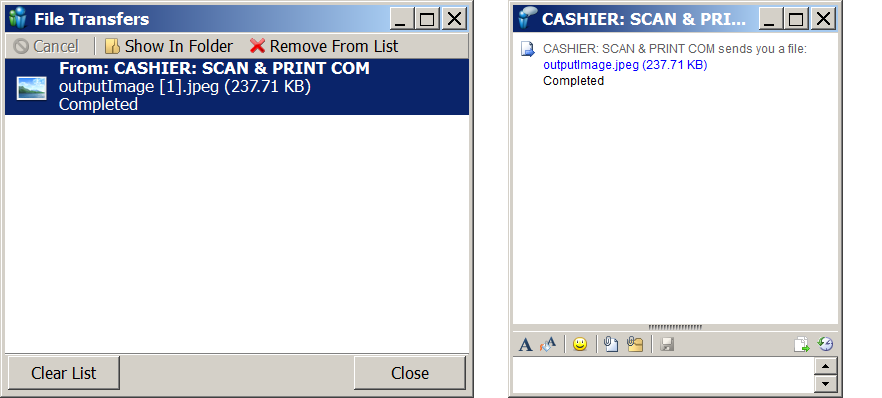 File Transfers
Cancel Show In Folder Remove From List
From: CASHIER: SCAN & PRINT COM
outputImage [1].jpeg (237.71 KB)
Completed
Clear List Close
CASHIER: SCAN & PRI...
CASHIER: SCAN & PRINT COM sends you a file:
outputImage.jpeg (237.71 KB)
Completed